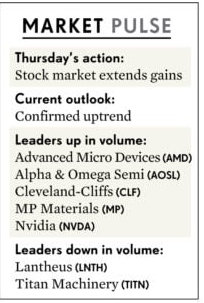 MARKET PULSE
Thursday's action:
Stock market extends gains
Current outlook:
Confirmed uptrend
Leaders up in volume:
Advanced Micro Devices (AMD)
Alpha & Omega Semi (AOSL)
Cleveland-Cliffs (CLF)
MP Materials (MP)
Nvidia (NVDA)
Leaders down in volume:
Lantheus (LNTH)
Titan Machinery (TITN)